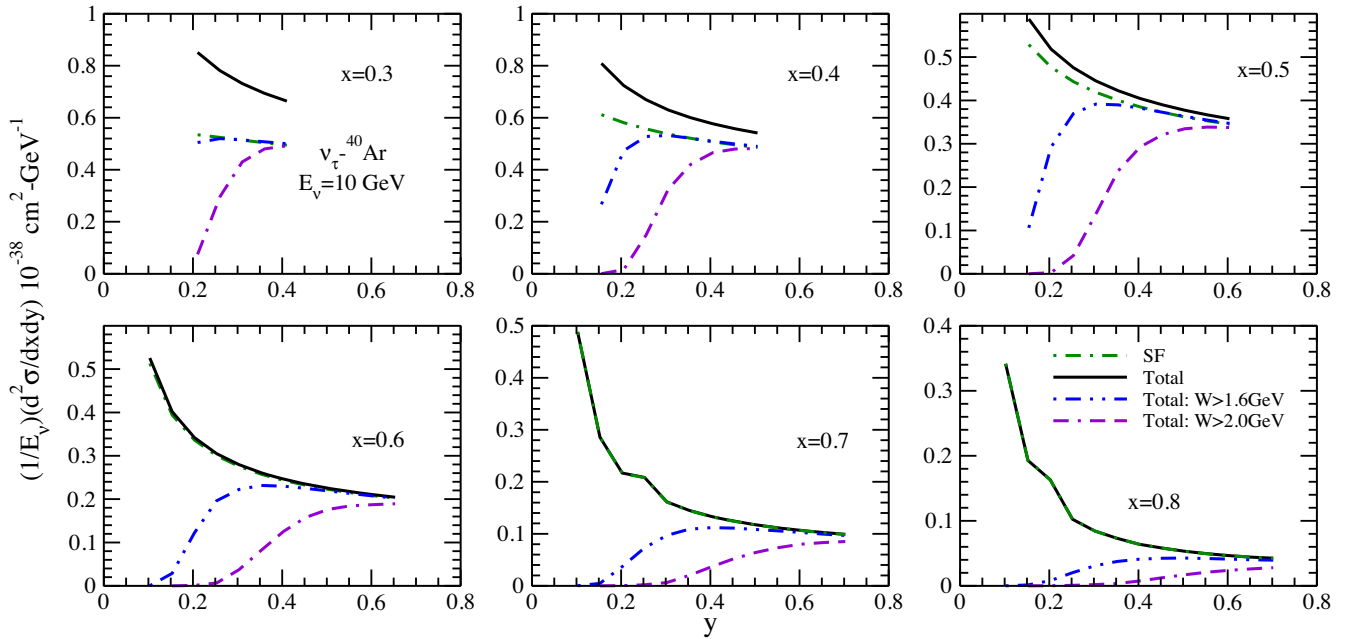 (1/E_ν)(d²σ/dxdy) 10⁻³⁸ cm²-GeV⁻¹
1
0.8
0.6
0.4
0.2
0
0 0.2 0.4 0.6 0.8
x=0.3
ν_τ-⁴⁰Ar
E_ν=10 GeV
1
0.8
0.6
0.4
0.2
0
0 0.2 0.4 0.6 0.8
x=0.4
0.5
0.4
0.3
0.2
0.1
0
0 0.2 0.4 0.6 0.8
x=0.5
0.5
0.4
0.3
0.2
0.1
0
0 0.2 0.4 0.6 0.8
x=0.6
0.5
0.4
0.3
0.2
0.1
0
0 0.2 0.4 0.6 0.8
x=0.7
0.4
0.3
0.2
0.1
0
0 0.2 0.4 0.6 0.8
SF
Total
Total: W>1.6GeV
Total: W>2.0GeV
x=0.8
y